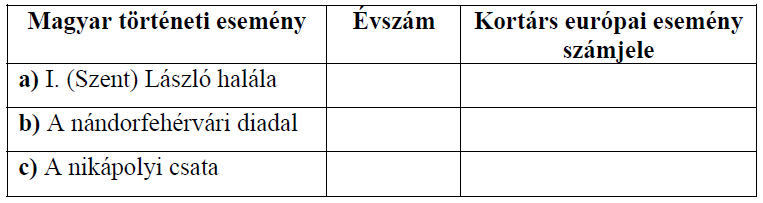 Magyar történeti esemény Évszám Kortárs európai esemény
számjele
a) I. (Szent) László halála
b) A nándorfehérvári diadal
c) A nikápolyi csata